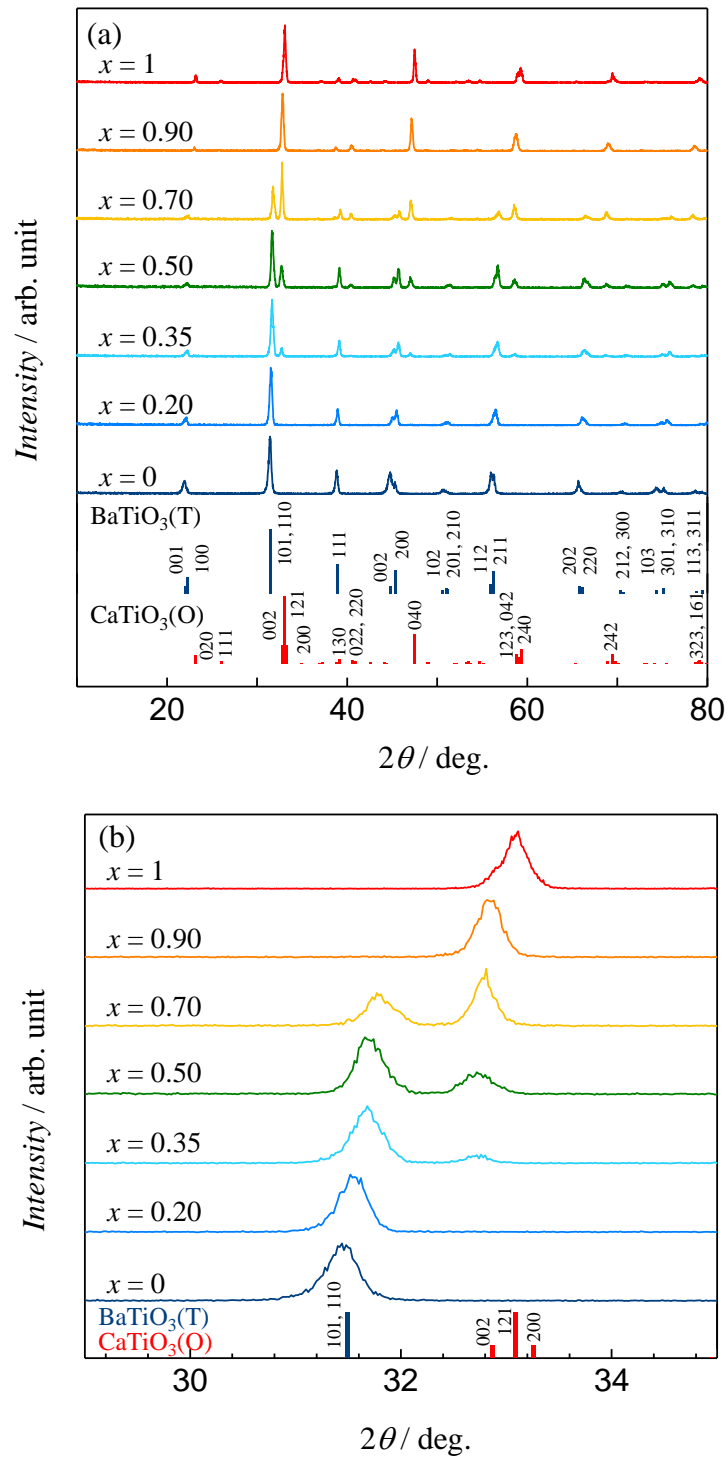 (a)
x = 1
x = 0.90
x = 0.70
x = 0.50
x = 0.35
x = 0.20
x = 0
Intensity / arb. unit
BaTiO₃(T)
001
100
101, 110
111
002
200
102
201, 210
112
211
202
220
212, 300
103
301, 310
113, 311
CaTiO₃(O)
020
111
002
121
200
130
022, 220
040
123, 042
240
242
323, 161
20 40 60 80
2θ / deg.
(b)
x = 1
x = 0.90
x = 0.70
x = 0.50
x = 0.35
x = 0.20
x = 0
Intensity / arb. unit
BaTiO₃(T)
CaTiO₃(O)
101, 110
002
121
200
30 32 34
2θ / deg.